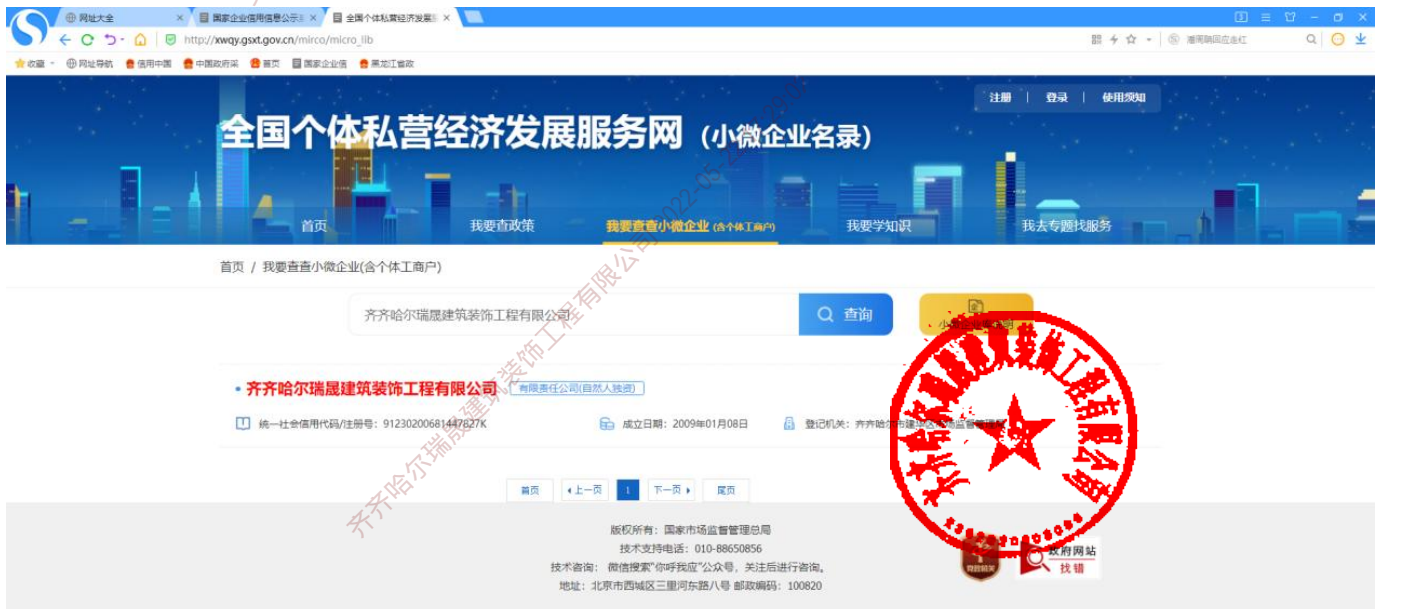 网址大全
国家企业信用信息公示
全国个体私营经济发展
http://xwqy.gsxt.gov.cn/mirco/micro_lib
收藏 网址导航 信用中国 中国政府采 首页 国家企业信 黑龙江省政
注册 | 登录 | 使用须知
全国个体私营经济发展服务网 (小微企业名录)
首页 我要查政策 我要查查小微企业 (含个体工商户) 我要学知识 我去专题找服务
首页 / 我要查查小微企业(含个体工商户)
齐齐哈尔瑞晟建筑装饰工程有限公司
查询
齐齐哈尔瑞晟建筑装饰工程有限公司 有限责任公司(自然人独资)
统一社会信用代码/注册号: 91230200681447827K 成立日期: 2009年01月08日 登记机关: 齐齐哈尔市建华区市场监督管理局
首页 上一页 1 下一页 尾页
版权所有: 国家市场监督管理总局
技术支持电话: 010-88650856
技术咨询: 微信搜索"你呼我应"公众号, 关注后进行咨询。
地址: 北京市西城区三里河东路八号 邮政编码: 100820
政府网站
找错
党政机关
齐齐哈尔瑞晟建筑装饰工程有限公司